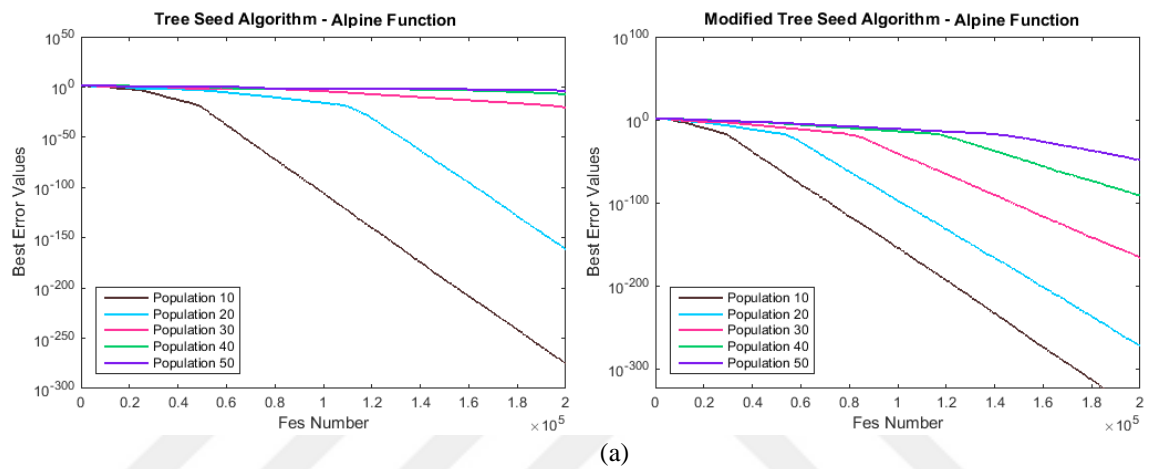 Tree Seed Algorithm - Alpine Function
10^50
10^0
10^-50
10^-100
10^-150
10^-200
10^-250
10^-300
Best Error Values
Population 10
Population 20
Population 30
Population 40
Population 50
0 0.2 0.4 0.6 0.8 1 1.2 1.4 1.6 1.8 2
Fes Number
×10^5
Modified Tree Seed Algorithm - Alpine Function
10^100
10^0
10^-100
10^-200
10^-300
Best Error Values
Population 10
Population 20
Population 30
Population 40
Population 50
0 0.2 0.4 0.6 0.8 1 1.2 1.4 1.6 1.8 2
Fes Number
×10^5
(a)